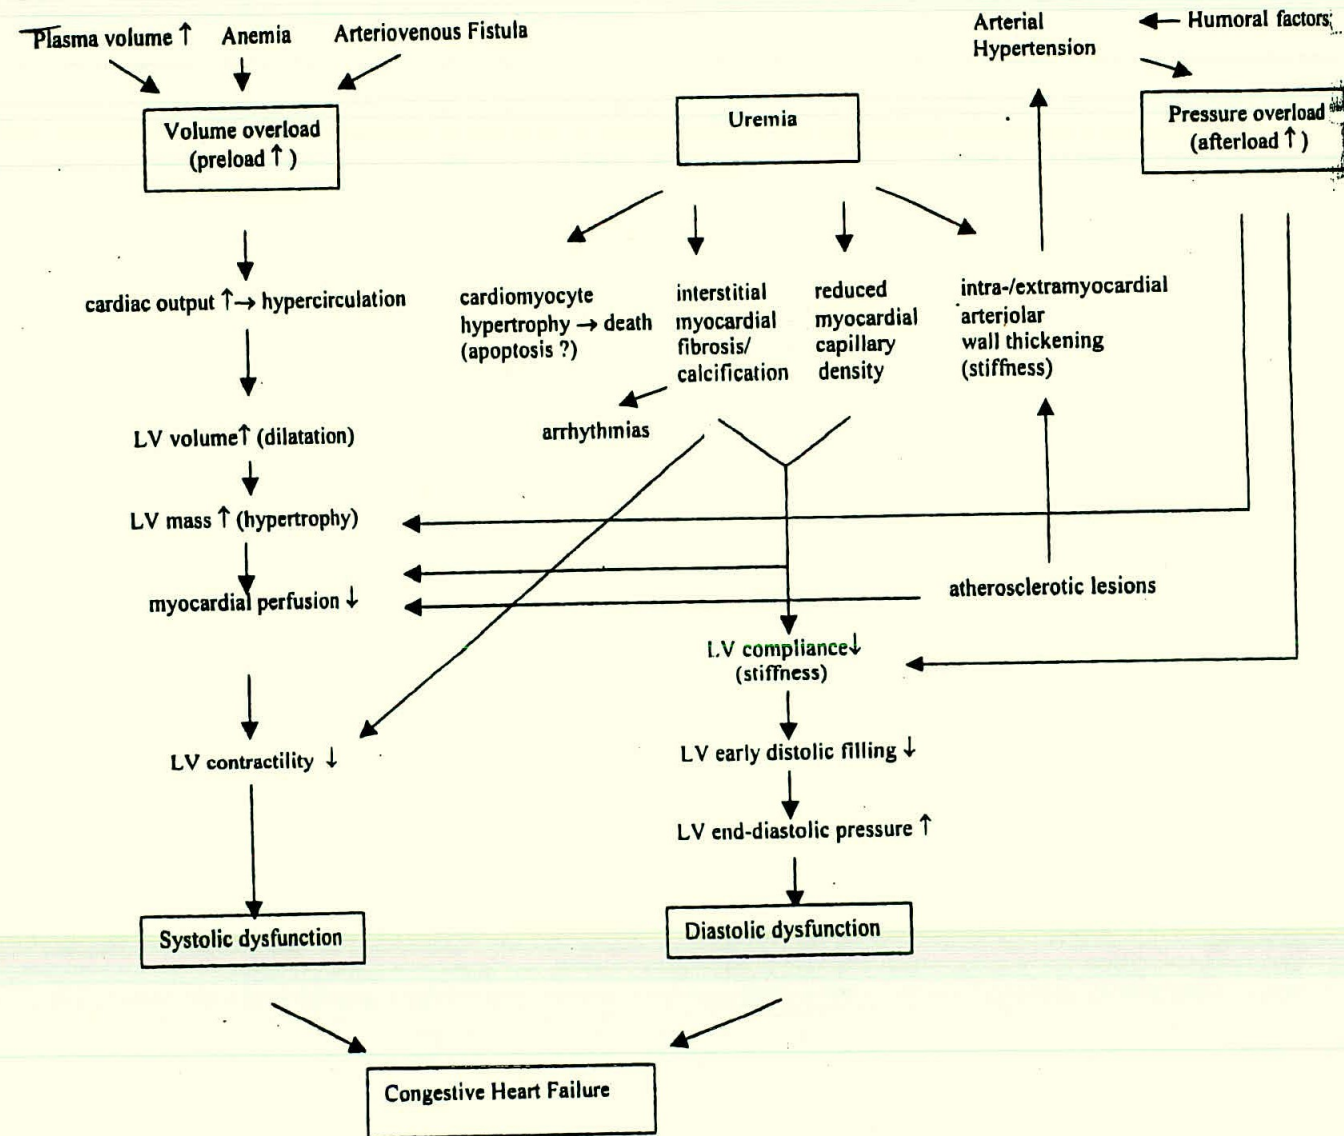 Plasma volume ↑
Anemia
Arteriovenous Fistula
Arterial
Hypertension
Humoral factors
Volume overload
(preload ↑ )
Uremia
Pressure overload
(afterload ↑ )
cardiac output ↑→ hypercirculation
cardiomyocyte
hypertrophy → death
(apoptosis ?)
interstitial
myocardial
fibrosis/
calcification
reduced
myocardial
capillary
density
intra-/extramyocardial
arteriolar
wall thickening
(stiffness)
arrhythmias
LV volume↑ (dilatation)
LV mass ↑ (hypertrophy)
myocardial perfusion ↓
atherosclerotic lesions
LV compliance↓
(stiffness)
LV contractility ↓
LV early distolic filling ↓
LV end-diastolic pressure ↑
Systolic dysfunction
Diastolic dysfunction
Congestive Heart Failure